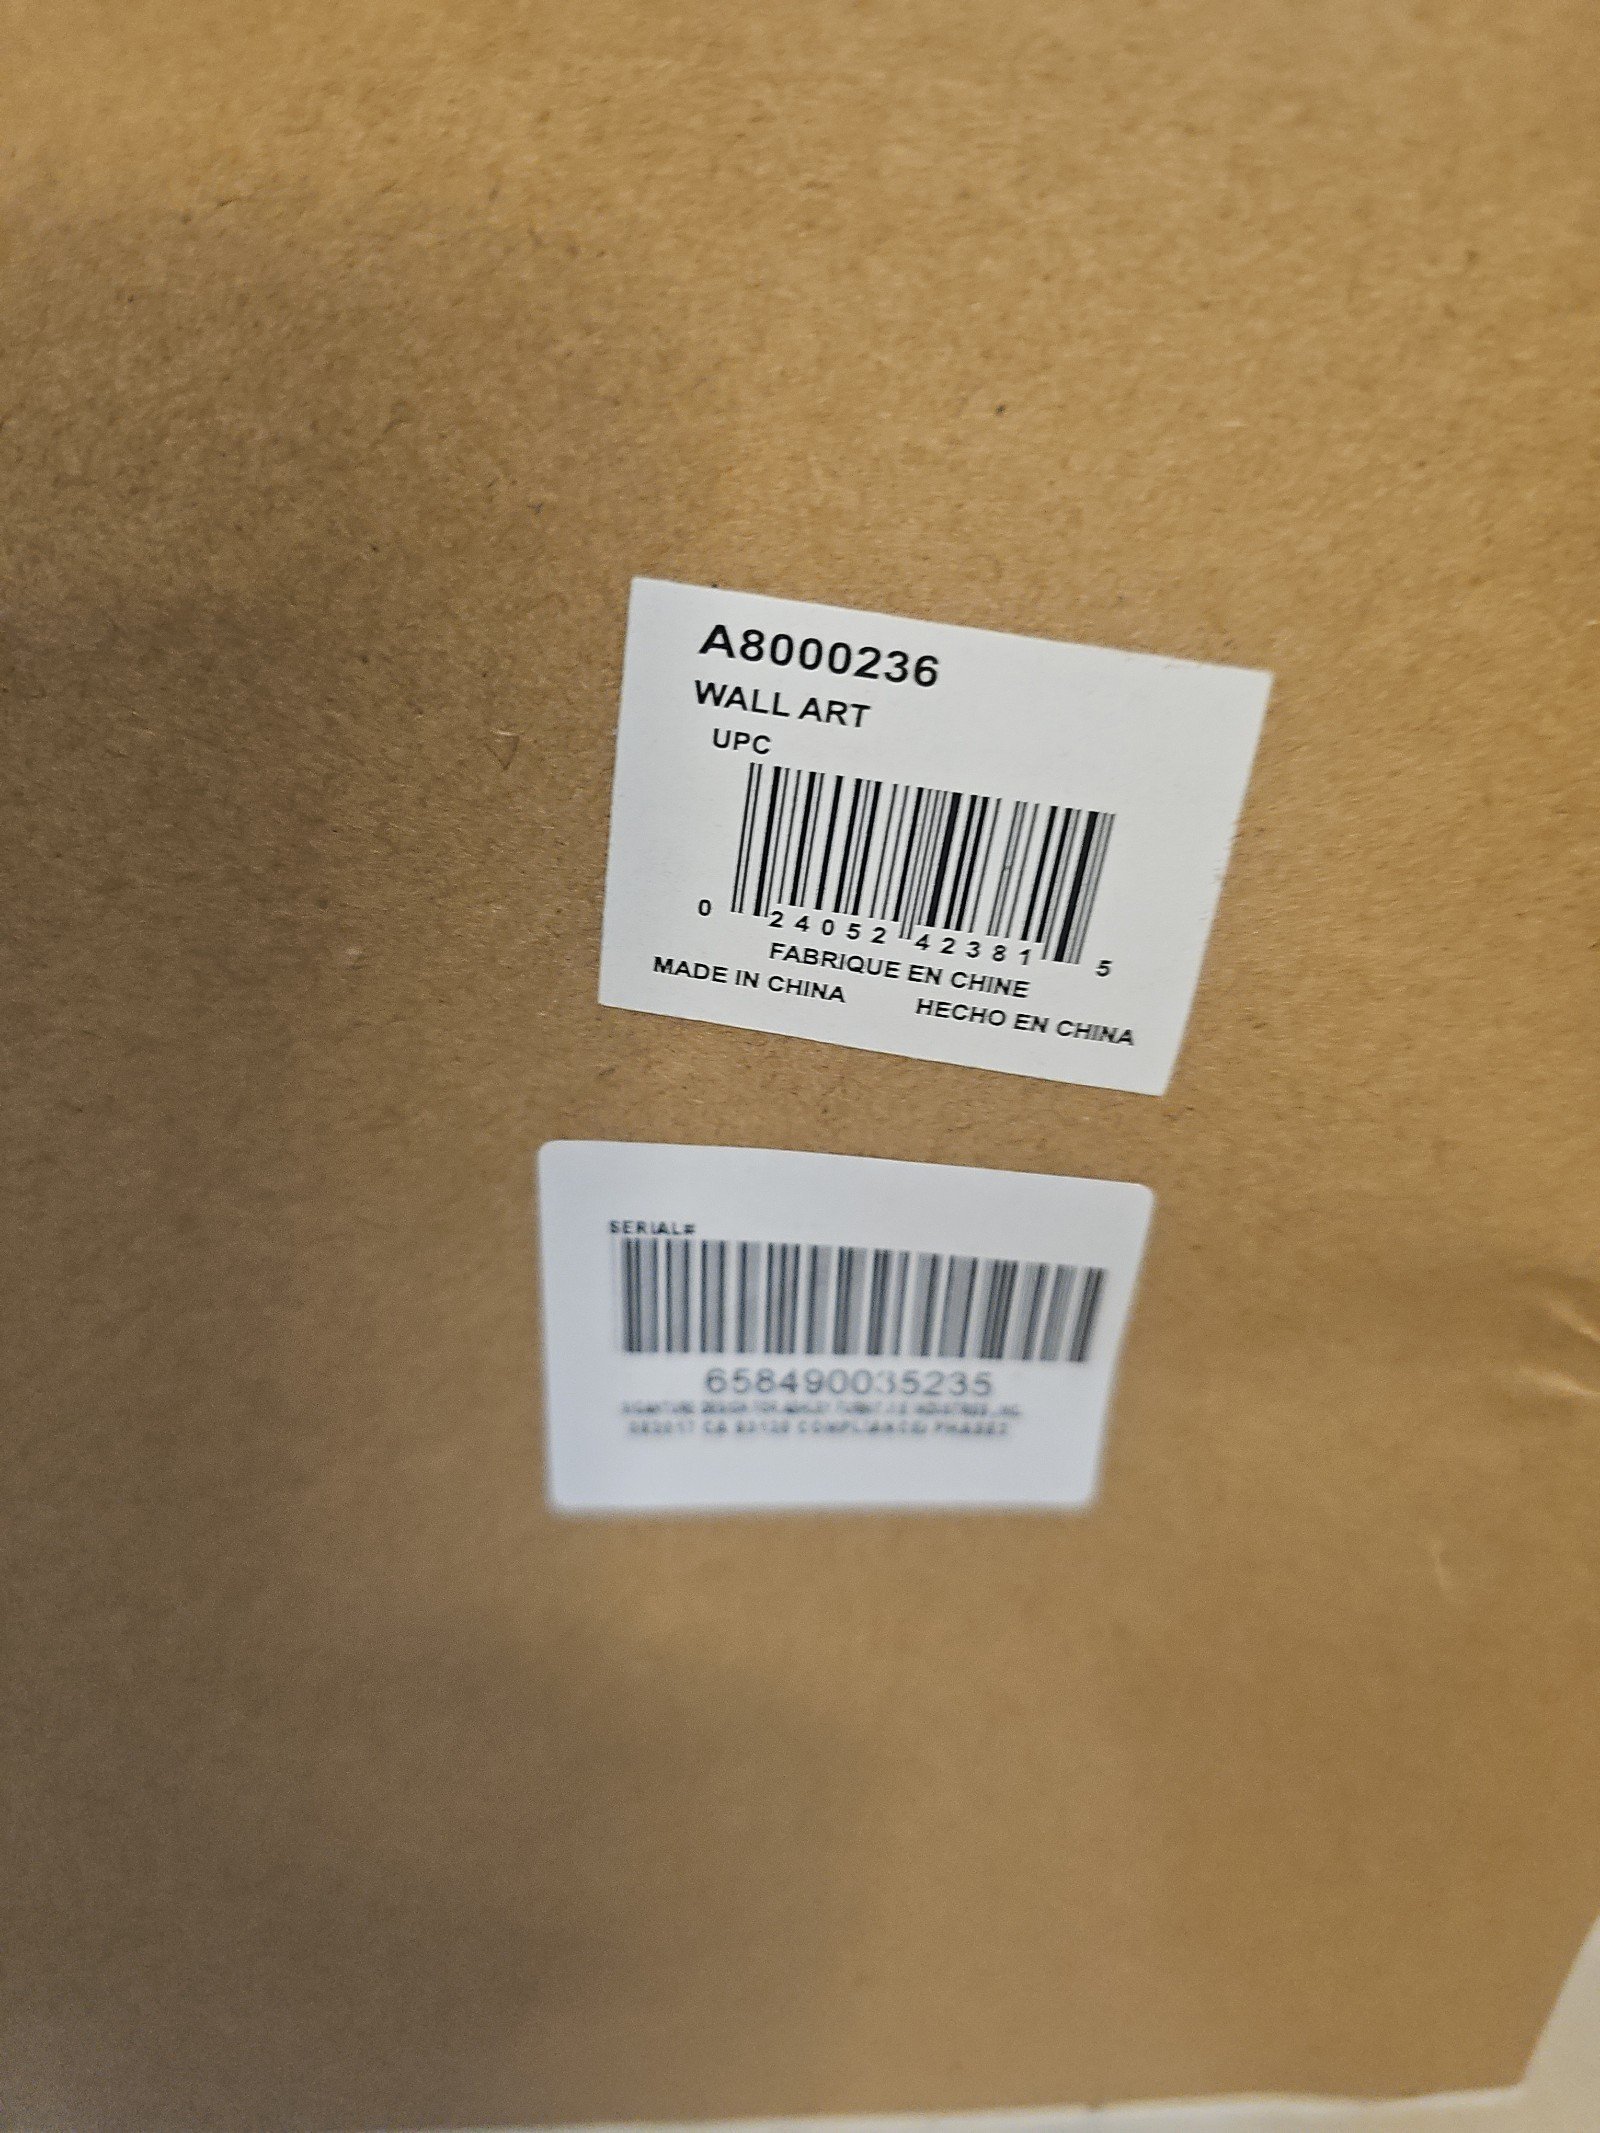 A8000236
WALL ART
UPC
0 24052 42381 5
FABRIQUE EN CHINE
MADE IN CHINA
HECHO EN CHINA
SERIAL#
658490035235